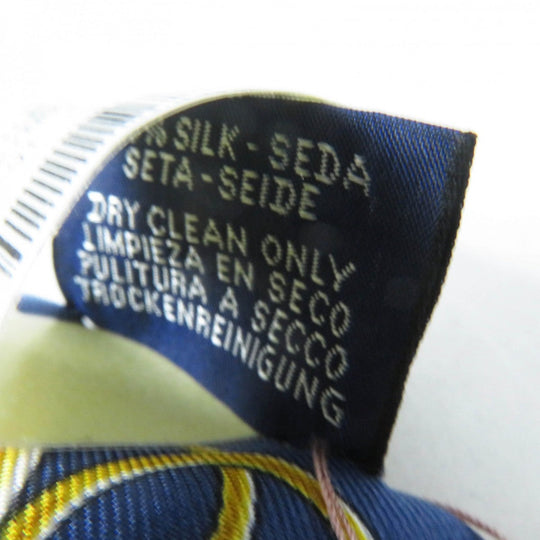 % SILK - SEDA
SETA - SEIDE
DRY CLEAN ONLY
LIMPIEZA EN SECO
PULITURA A SECCO
TROCKENREINIGUNG